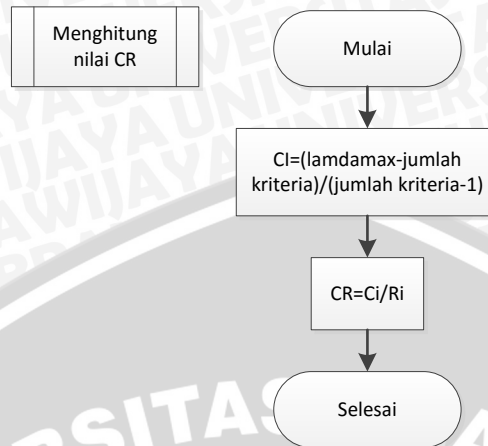 Menghitung
nilai CR
Mulai
CI=(lamdamax-jumlah
kriteria)/(jumlah kriteria-1)
CR=Ci/Ri
Selesai